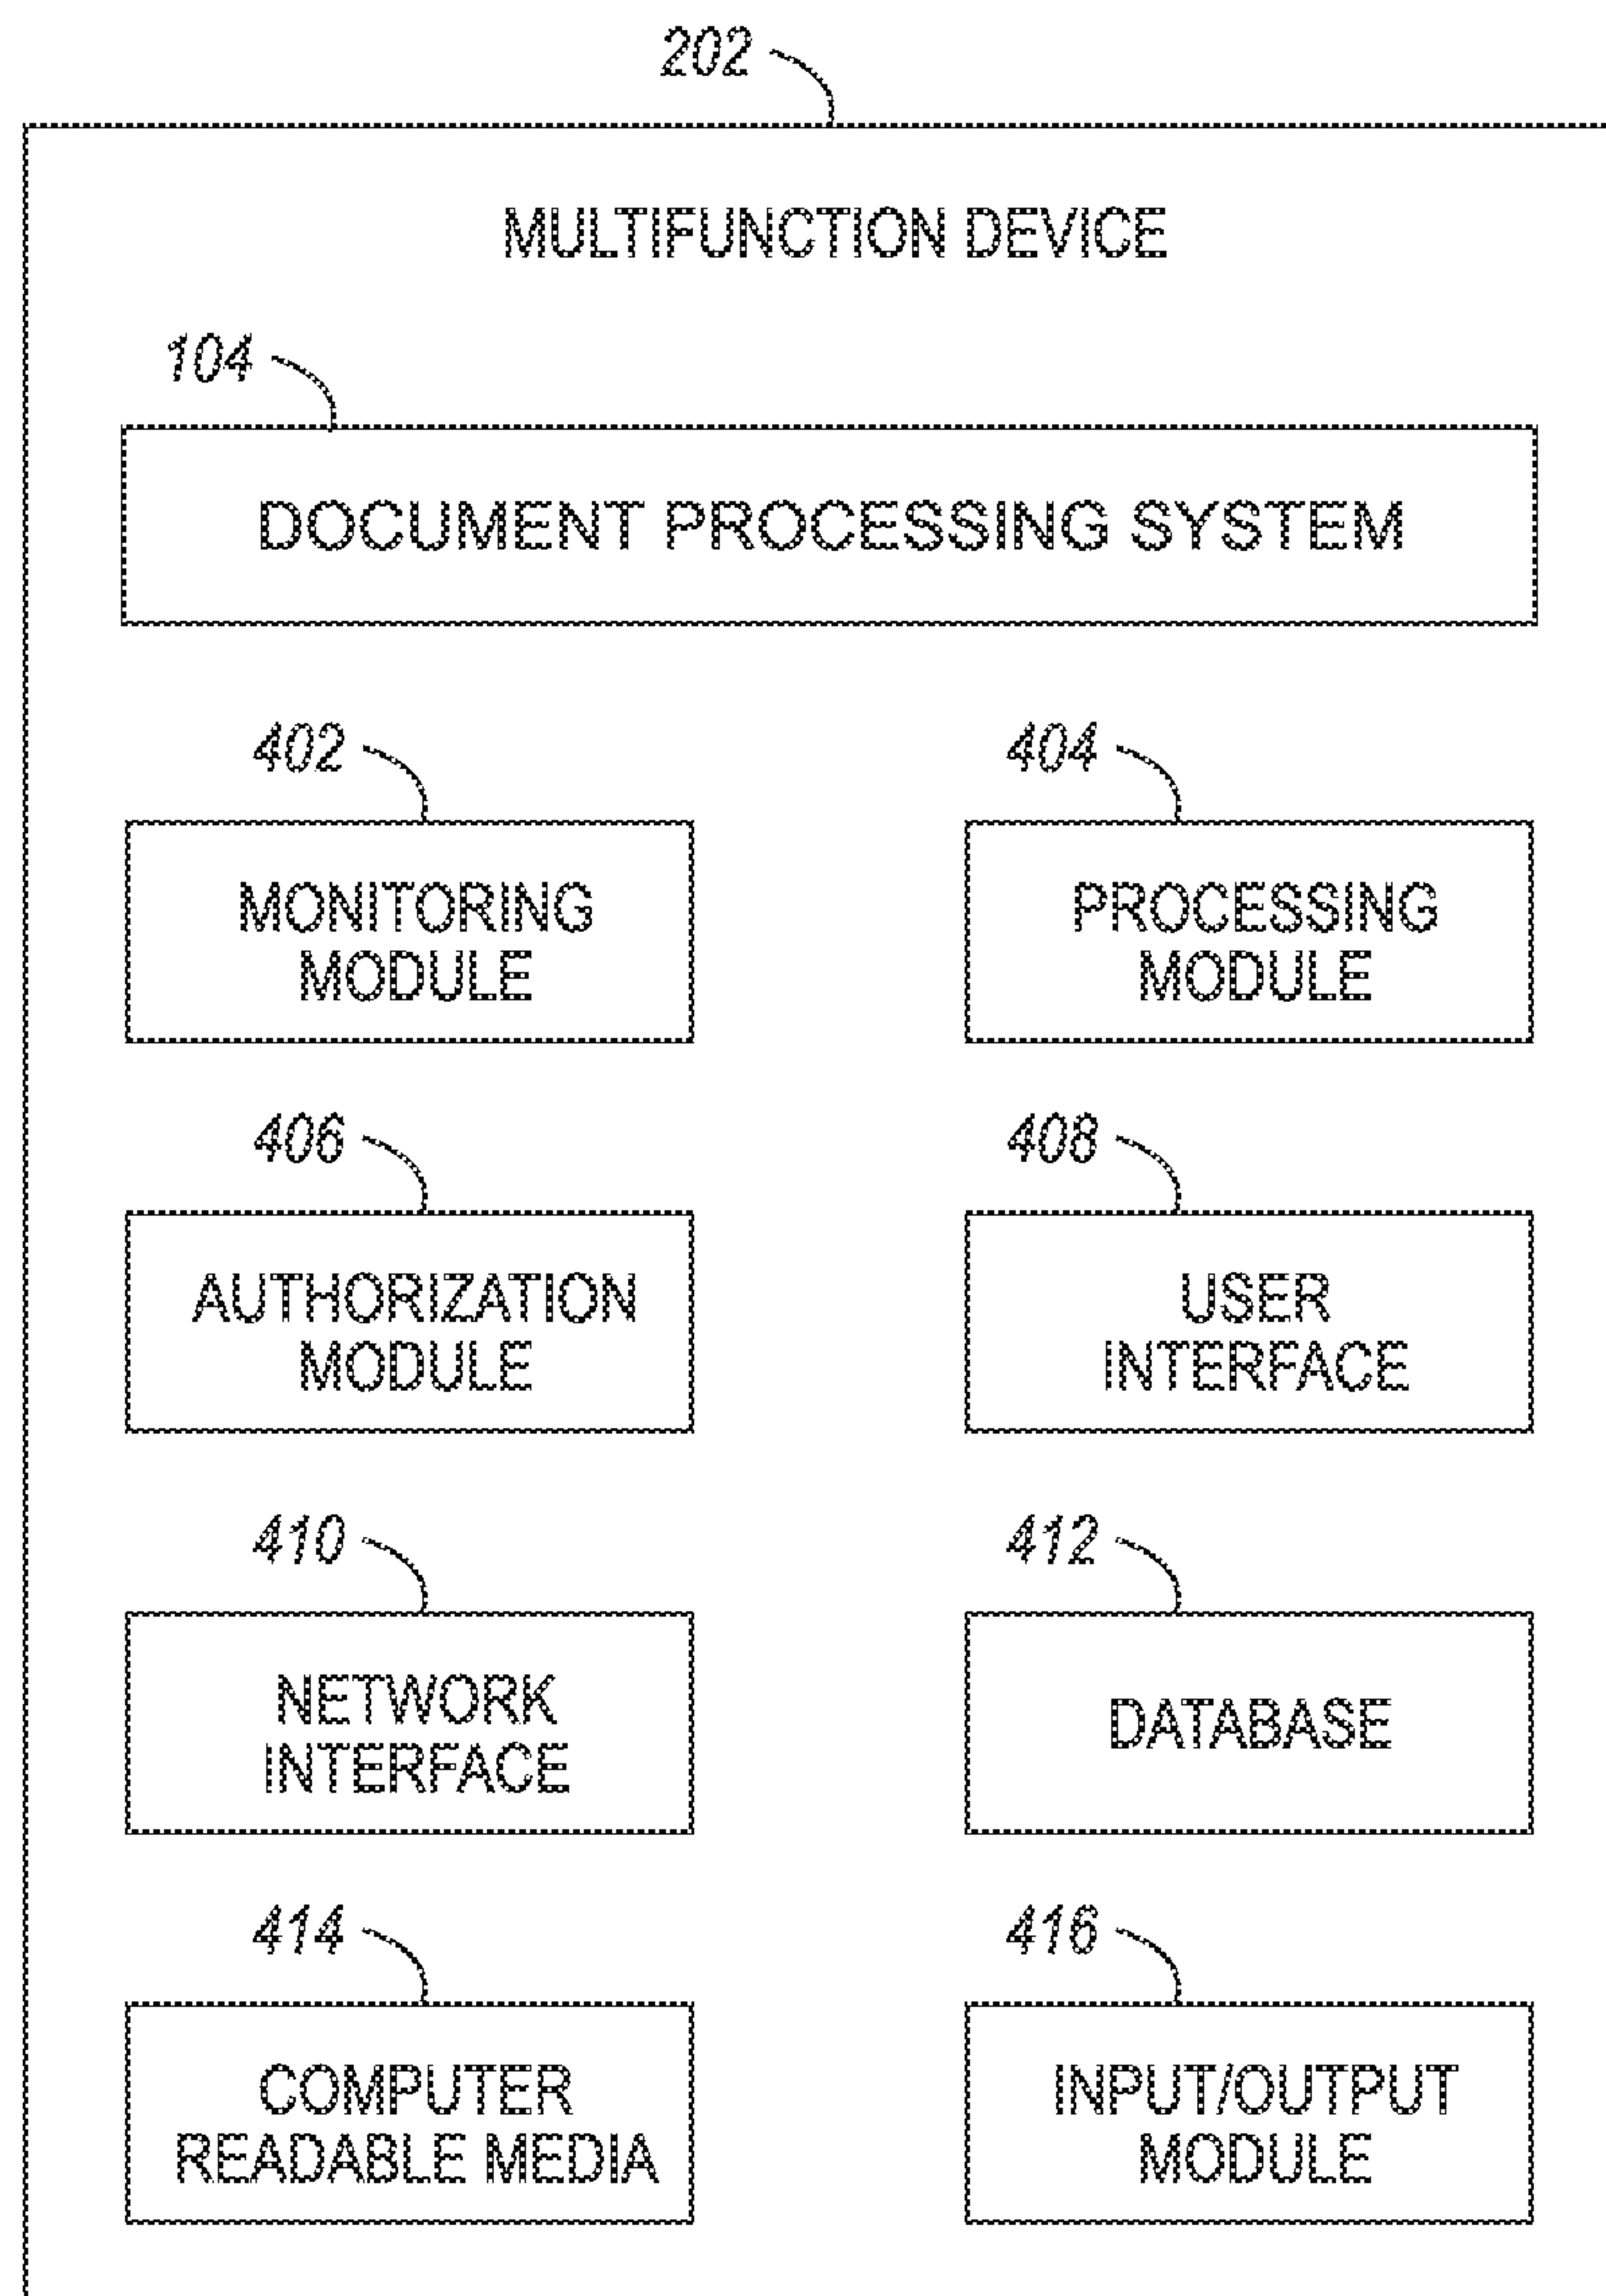 202
MULTIFUNCTION DEVICE
104
DOCUMENT PROCESSING SYSTEM
402
MONITORING
MODULE
404
PROCESSING
MODULE
406
AUTHORIZATION
MODULE
408
USER
INTERFACE
410
NETWORK
INTERFACE
412
DATABASE
414
COMPUTER
READABLE MEDIA
416
INPUT/OUTPUT
MODULE